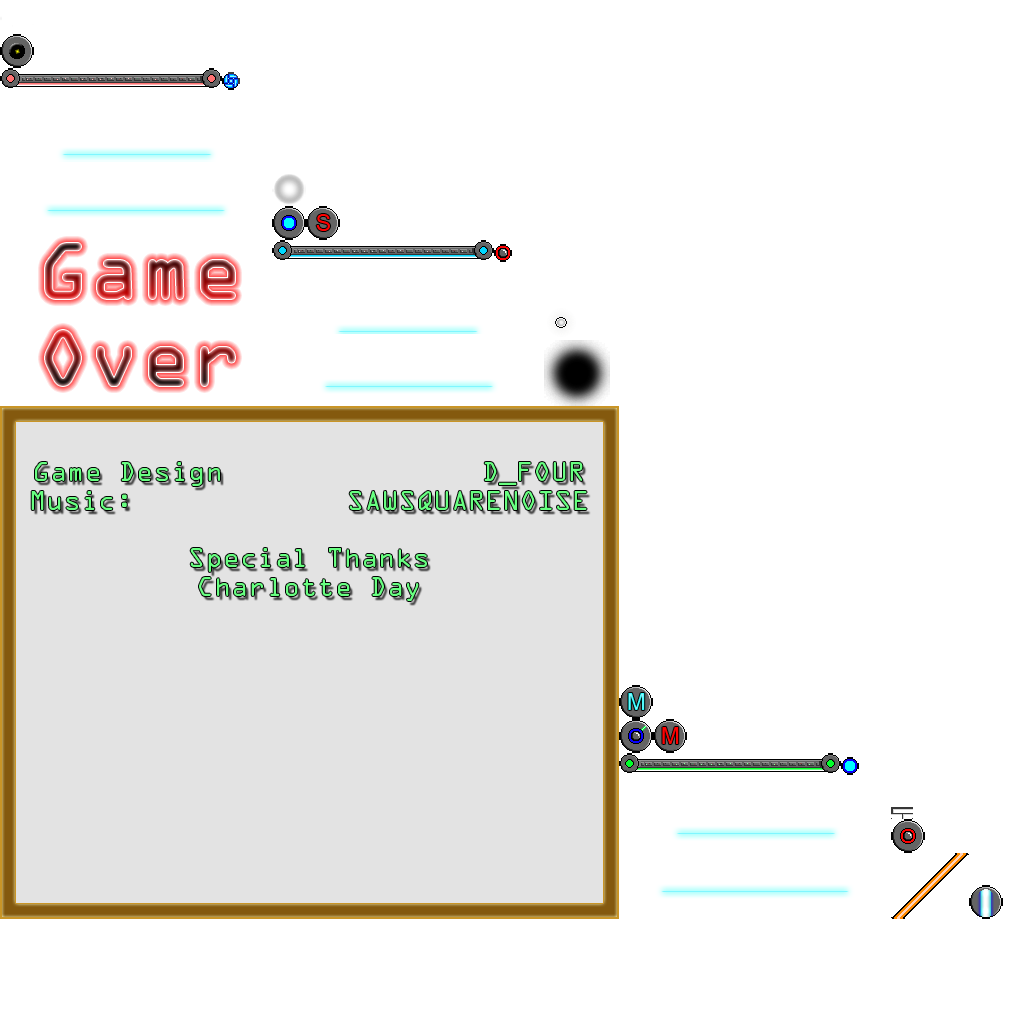 S
Game
Over
Game Design D_FOUR
Music: SAWSQUARENOISE
Special Thanks
Charlotte Day
M
M